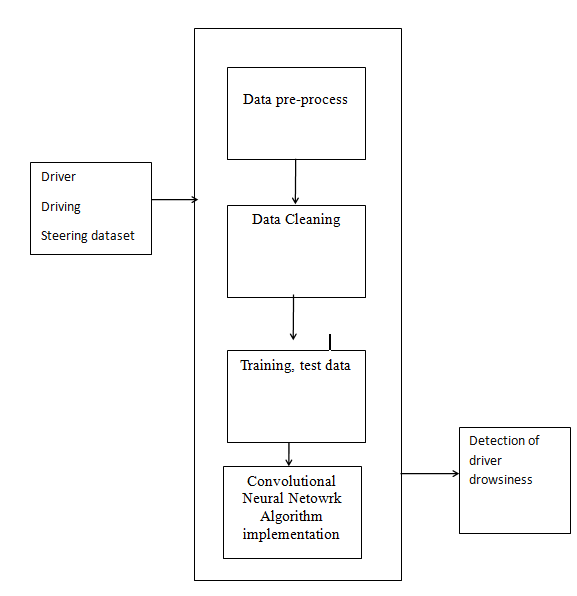 Driver
Driving
Steering dataset
Data pre-process
Data Cleaning
Training, test data
Convolutional
Neural Netowrk
Algorithm
implementation
Detection of
driver
drowsiness